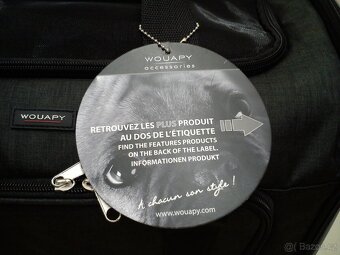 WOUAPY
accessories
WOUAPY
RETROUVEZ LES PLUS PRODUIT
AU DOS DE L'ÉTIQUETTE
FIND THE FEATURES PRODUCTS
ON THE BACK OF THE LABEL.
INFORMATIONEN PRODUKT
A chacun son style !
www.wouapy.com